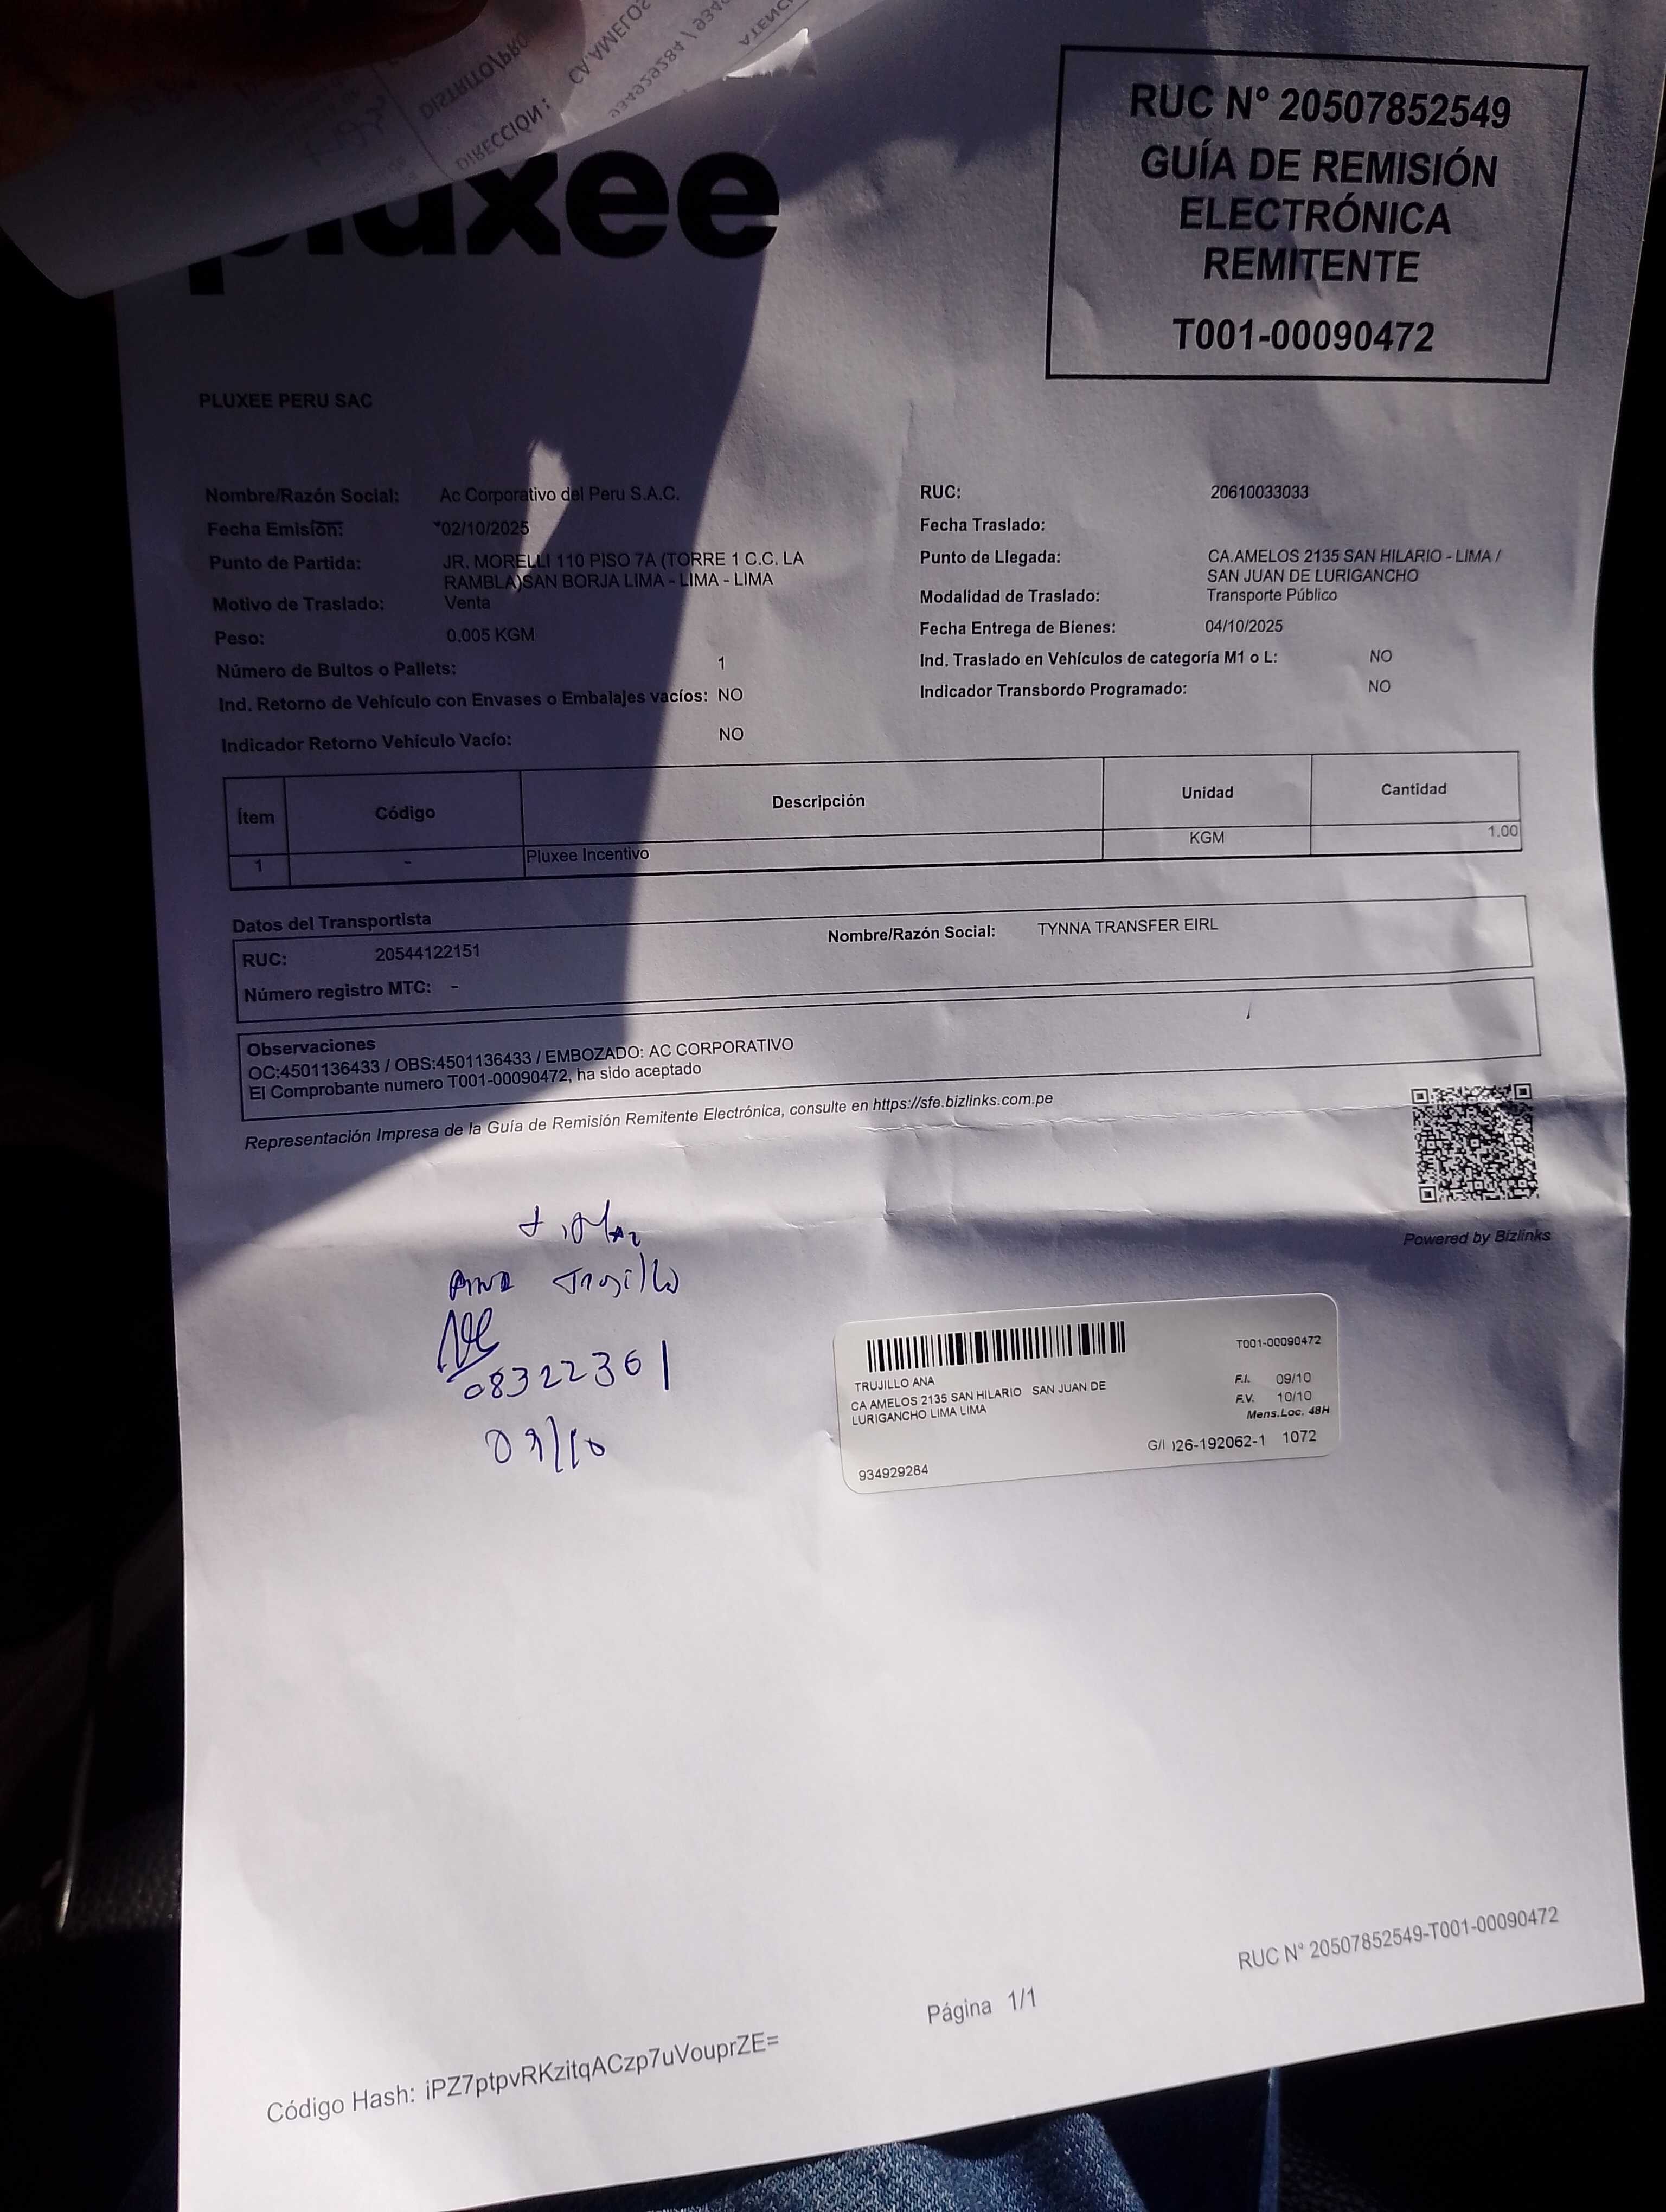 DISTRITO/PRO
DIRECCIÓN : CA.AMELOS
934929284 / 934
ATENC
pluxee
RUC Nº 20507852549
GUÍA DE REMISIÓN
ELECTRÓNICA
REMITENTE
T001-00090472
PLUXEE PERU SAC
Nombre/Razón Social: Ac Corporativo del Peru S.A.C.
Fecha Emisión: 02/10/2025
Punto de Partida: JR. MORELLI 110 PISO 7A (TORRE 1 C.C. LA
RAMBLA)SAN BORJA LIMA - LIMA - LIMA
Motivo de Traslado: Venta
Peso: 0.005 KGM
Número de Bultos o Pallets: 1
Ind. Retorno de Vehículo con Envases o Embalajes vacíos: NO
Indicador Retorno Vehículo Vacío: NO
RUC: 20610033033
Fecha Traslado:
Punto de Llegada: CA.AMELOS 2135 SAN HILARIO - LIMA /
SAN JUAN DE LURIGANCHO
Modalidad de Traslado: Transporte Público
Fecha Entrega de Bienes: 04/10/2025
Ind. Traslado en Vehículos de categoría M1 o L: NO
Indicador Transbordo Programado: NO
Ítem Código Descripción Unidad Cantidad
1 - Pluxee Incentivo KGM 1.00
Datos del Transportista
RUC: 20544122151 Nombre/Razón Social: TYNNA TRANSFER EIRL
Número registro MTC: -
Observaciones
OC:4501136433 / OBS:4501136433 / EMBOZADO: AC CORPORATIVO
El Comprobante numero T001-00090472, ha sido aceptado
Representación Impresa de la Guía de Remisión Remitente Electrónica, consulte en https://sfe.bizlinks.com.pe
Powered by Bizlinks
Ana Trujillo
08322361
09/10
T001-00090472
TRUJILLO ANA
CA AMELOS 2135 SAN HILARIO SAN JUAN DE
LURIGANCHO LIMA LIMA
F.I. 09/10
F.V. 10/10
Mens.Loc. 48H
G/I 026-192062-1 1072
934929284
RUC N° 20507852549-T001-00090472
Página 1/1
Código Hash: iPZ7ptpvRKzitqACzp7uVouprZE=